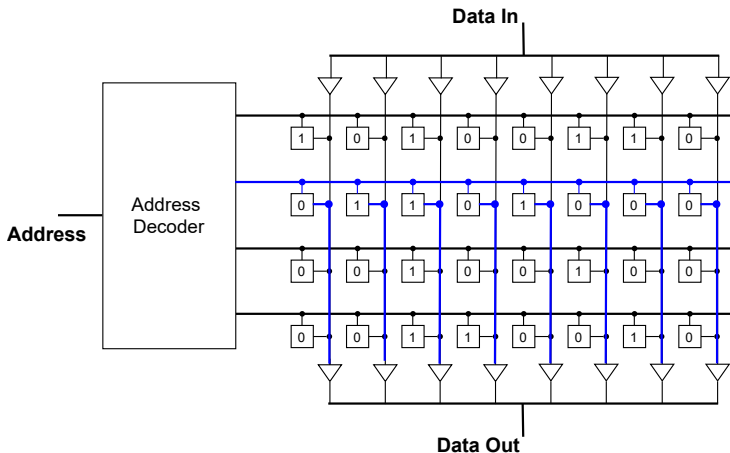 Data In
1 0 1 0 0 1 1 0
Address
Decoder
0 1 1 0 1 0 0 0
Address
0 0 1 0 0 1 0 0
0 0 1 1 0 0 1 0
Data Out